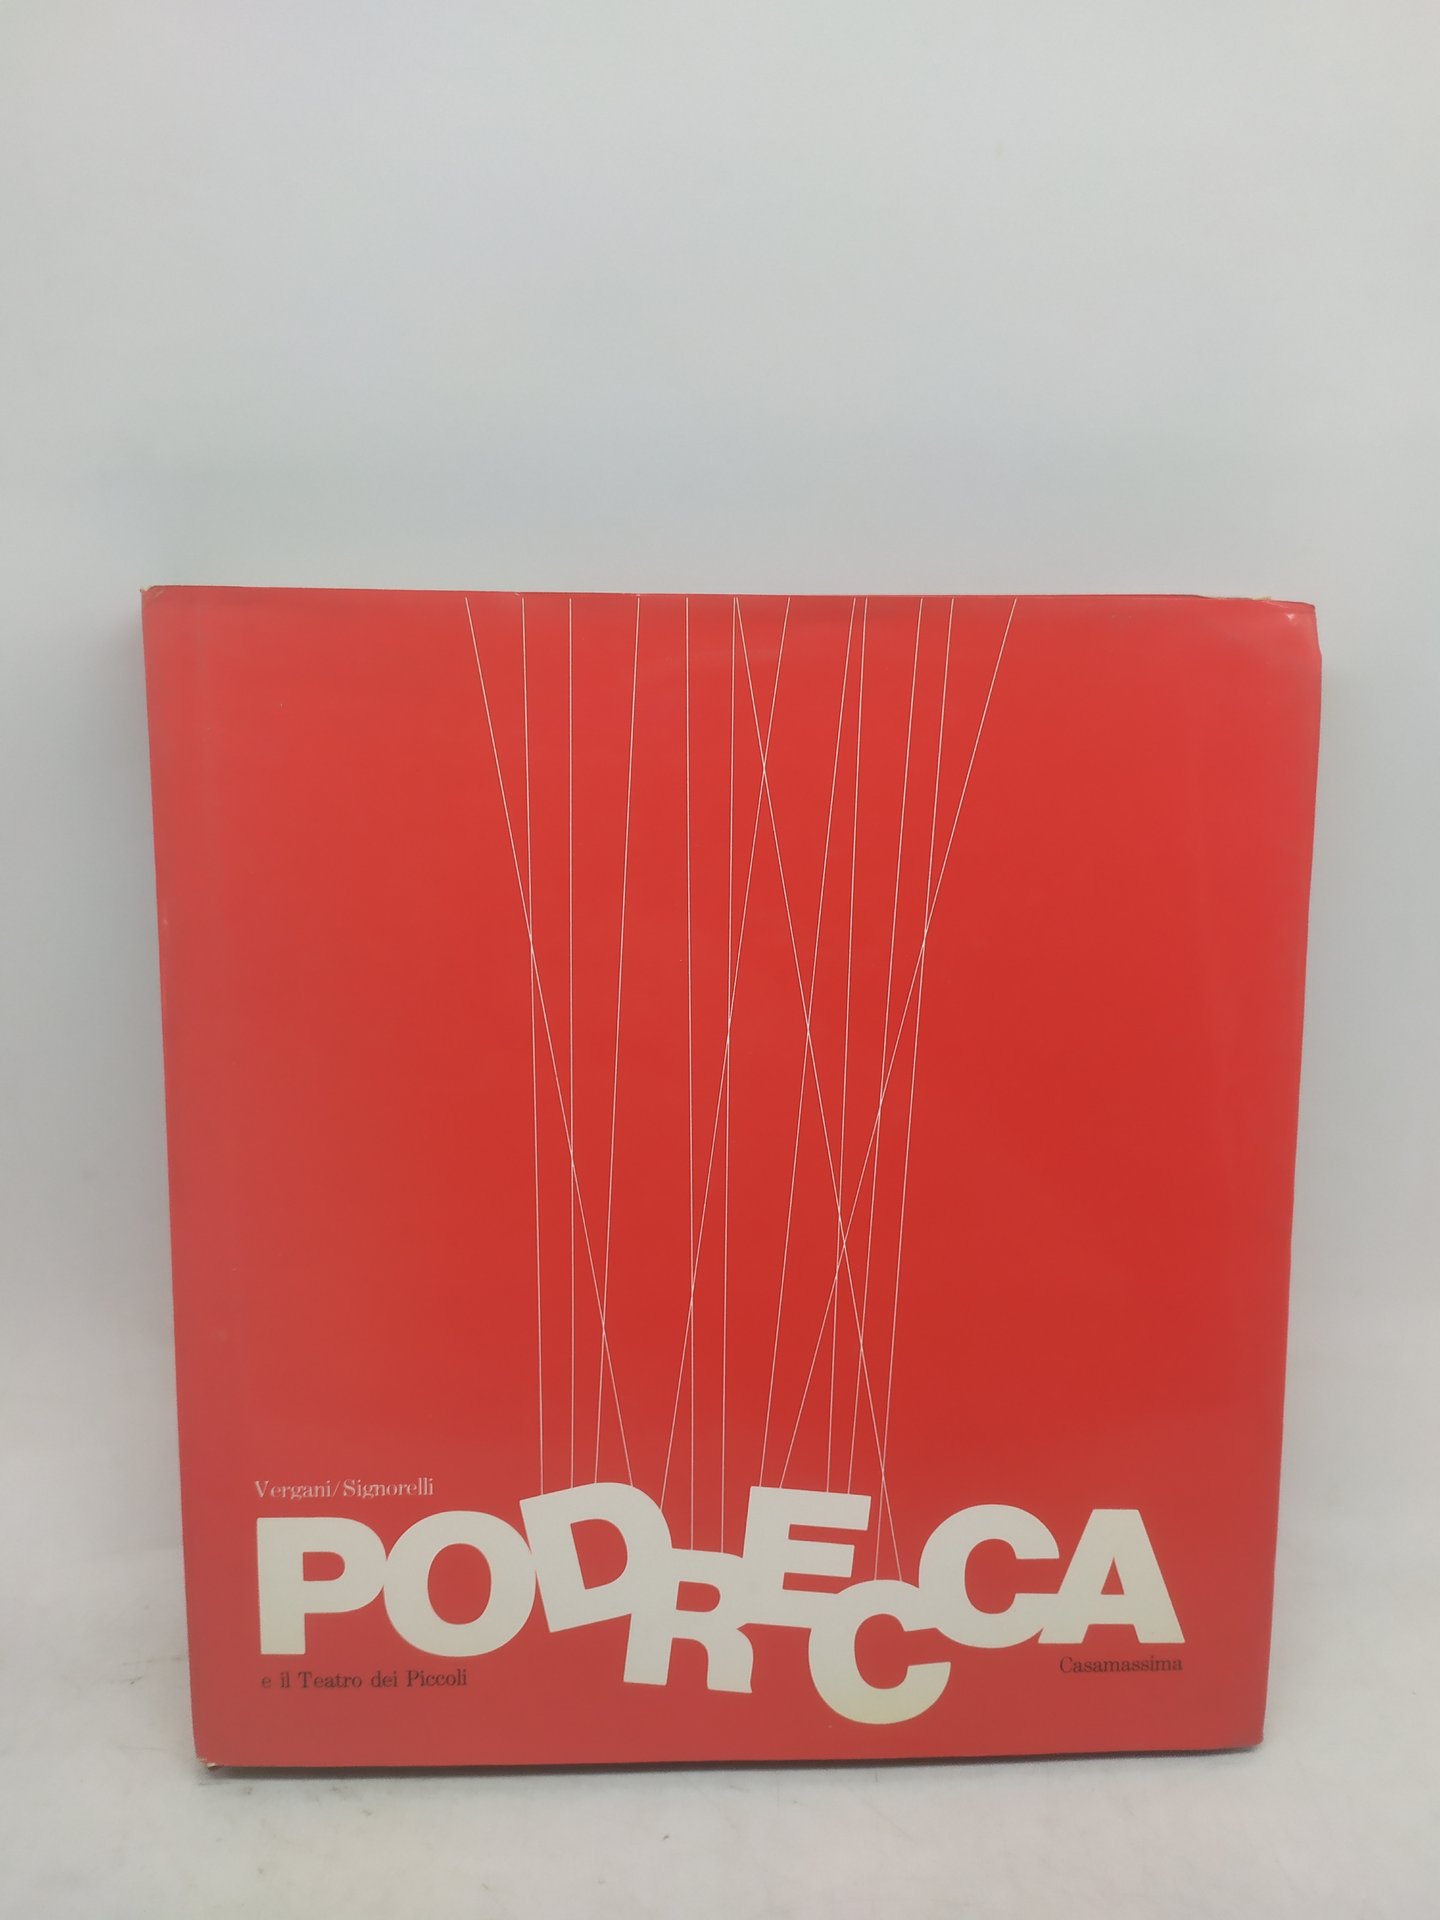 Vergani/Signorelli
PODRECCA
e il Teatro dei Piccoli
Casamassima